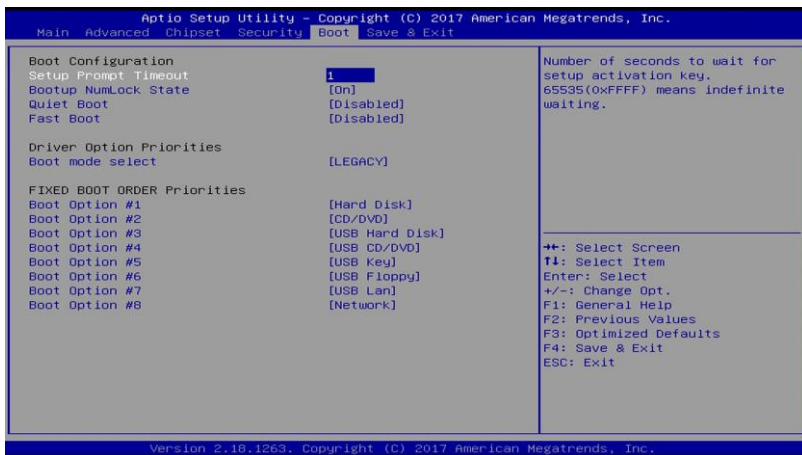 Aptio Setup Utility – Copyright (C) 2017 American Megatrends, Inc.
Main Advanced Chipset Security Boot Save & Exit
Boot Configuration
Setup Prompt Timeout 1
Bootup NumLock State [On]
Quiet Boot [Disabled]
Fast Boot [Disabled]
Driver Option Priorities
Boot mode select [LEGACY]
FIXED BOOT ORDER Priorities
Boot Option #1 [Hard Disk]
Boot Option #2 [CD/DVD]
Boot Option #3 [USB Hard Disk]
Boot Option #4 [USB CD/DVD]
Boot Option #5 [USB Key]
Boot Option #6 [USB Floppy]
Boot Option #7 [USB Lan]
Boot Option #8 [Network]
Number of seconds to wait for
setup activation key.
65535(0xFFFF) means indefinite
waiting.
→←: Select Screen
↑↓: Select Item
Enter: Select
+/-: Change Opt.
F1: General Help
F2: Previous Values
F3: Optimized Defaults
F4: Save & Exit
ESC: Exit
Version 2.18.1263. Copyright (C) 2017 American Megatrends, Inc.